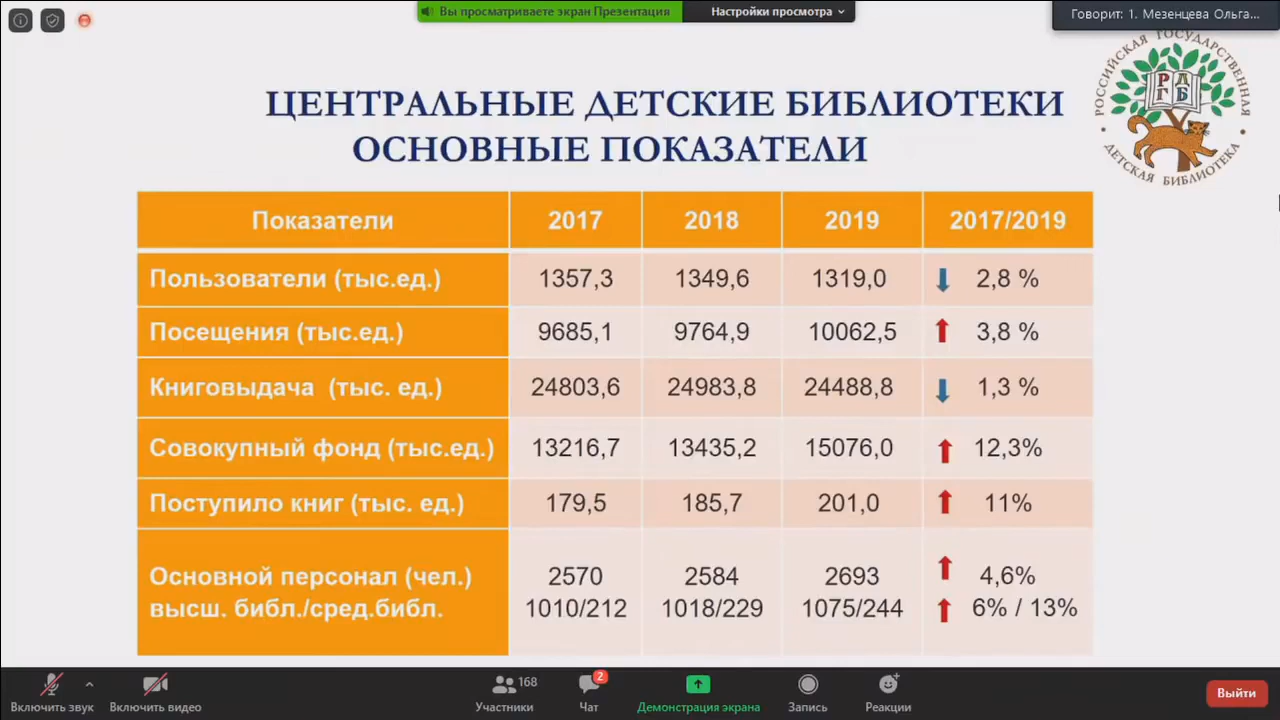 Вы просматриваете экран Презентация
Настройки просмотра
Говорит: 1. Мезенцева Ольга...
РОССИЙСКАЯ ГОСУДАРСТВЕННАЯ
ДЕТСКАЯ БИБЛИОТЕКА
Р Д
Г Б
ЦЕНТРАЛЬНЫЕ ДЕТСКИЕ БИБЛИОТЕКИ
ОСНОВНЫЕ ПОКАЗАТЕЛИ
Показатели 2017 2018 2019 2017/2019
Пользователи (тыс.ед.) 1357,3 1349,6 1319,0 2,8 %
Посещения (тыс.ед.) 9685,1 9764,9 10062,5 3,8 %
Книговыдача (тыс. ед.) 24803,6 24983,8 24488,8 1,3 %
Совокупный фонд (тыс.ед.) 13216,7 13435,2 15076,0 12,3%
Поступило книг (тыс. ед.) 179,5 185,7 201,0 11%
Основной персонал (чел.) 2570 2584 2693 4,6%
высш. библ./сред.библ. 1010/212 1018/229 1075/244 6% / 13%
168
2
Включить звук Включить видео Участники Чат Демонстрация экрана Запись Реакции Выйти